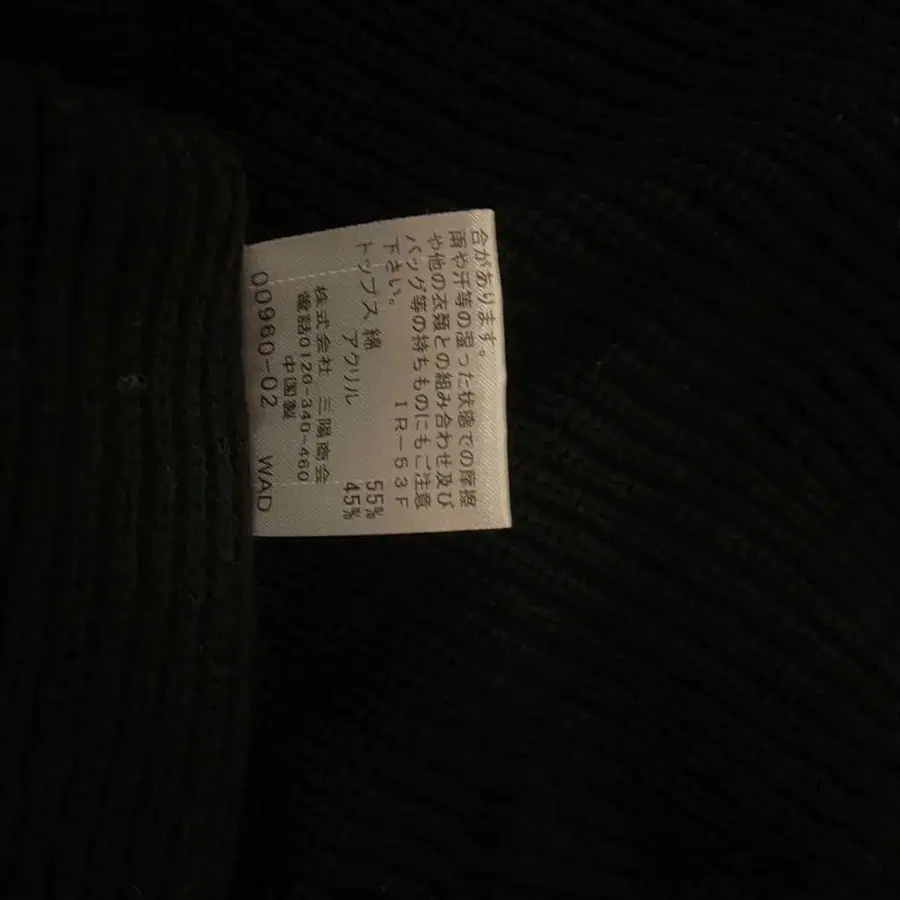 合があります。
雨や汗等の湿った状態での摩擦
や他の衣類との組み合わせ及び
バッグ等の持ちものにもご注意
下さい。 IR-53F
トップス 綿 55%
アクリル 45%
株式会社 三陽商会
電話0120-340-460
中国製
00960-02 WAD